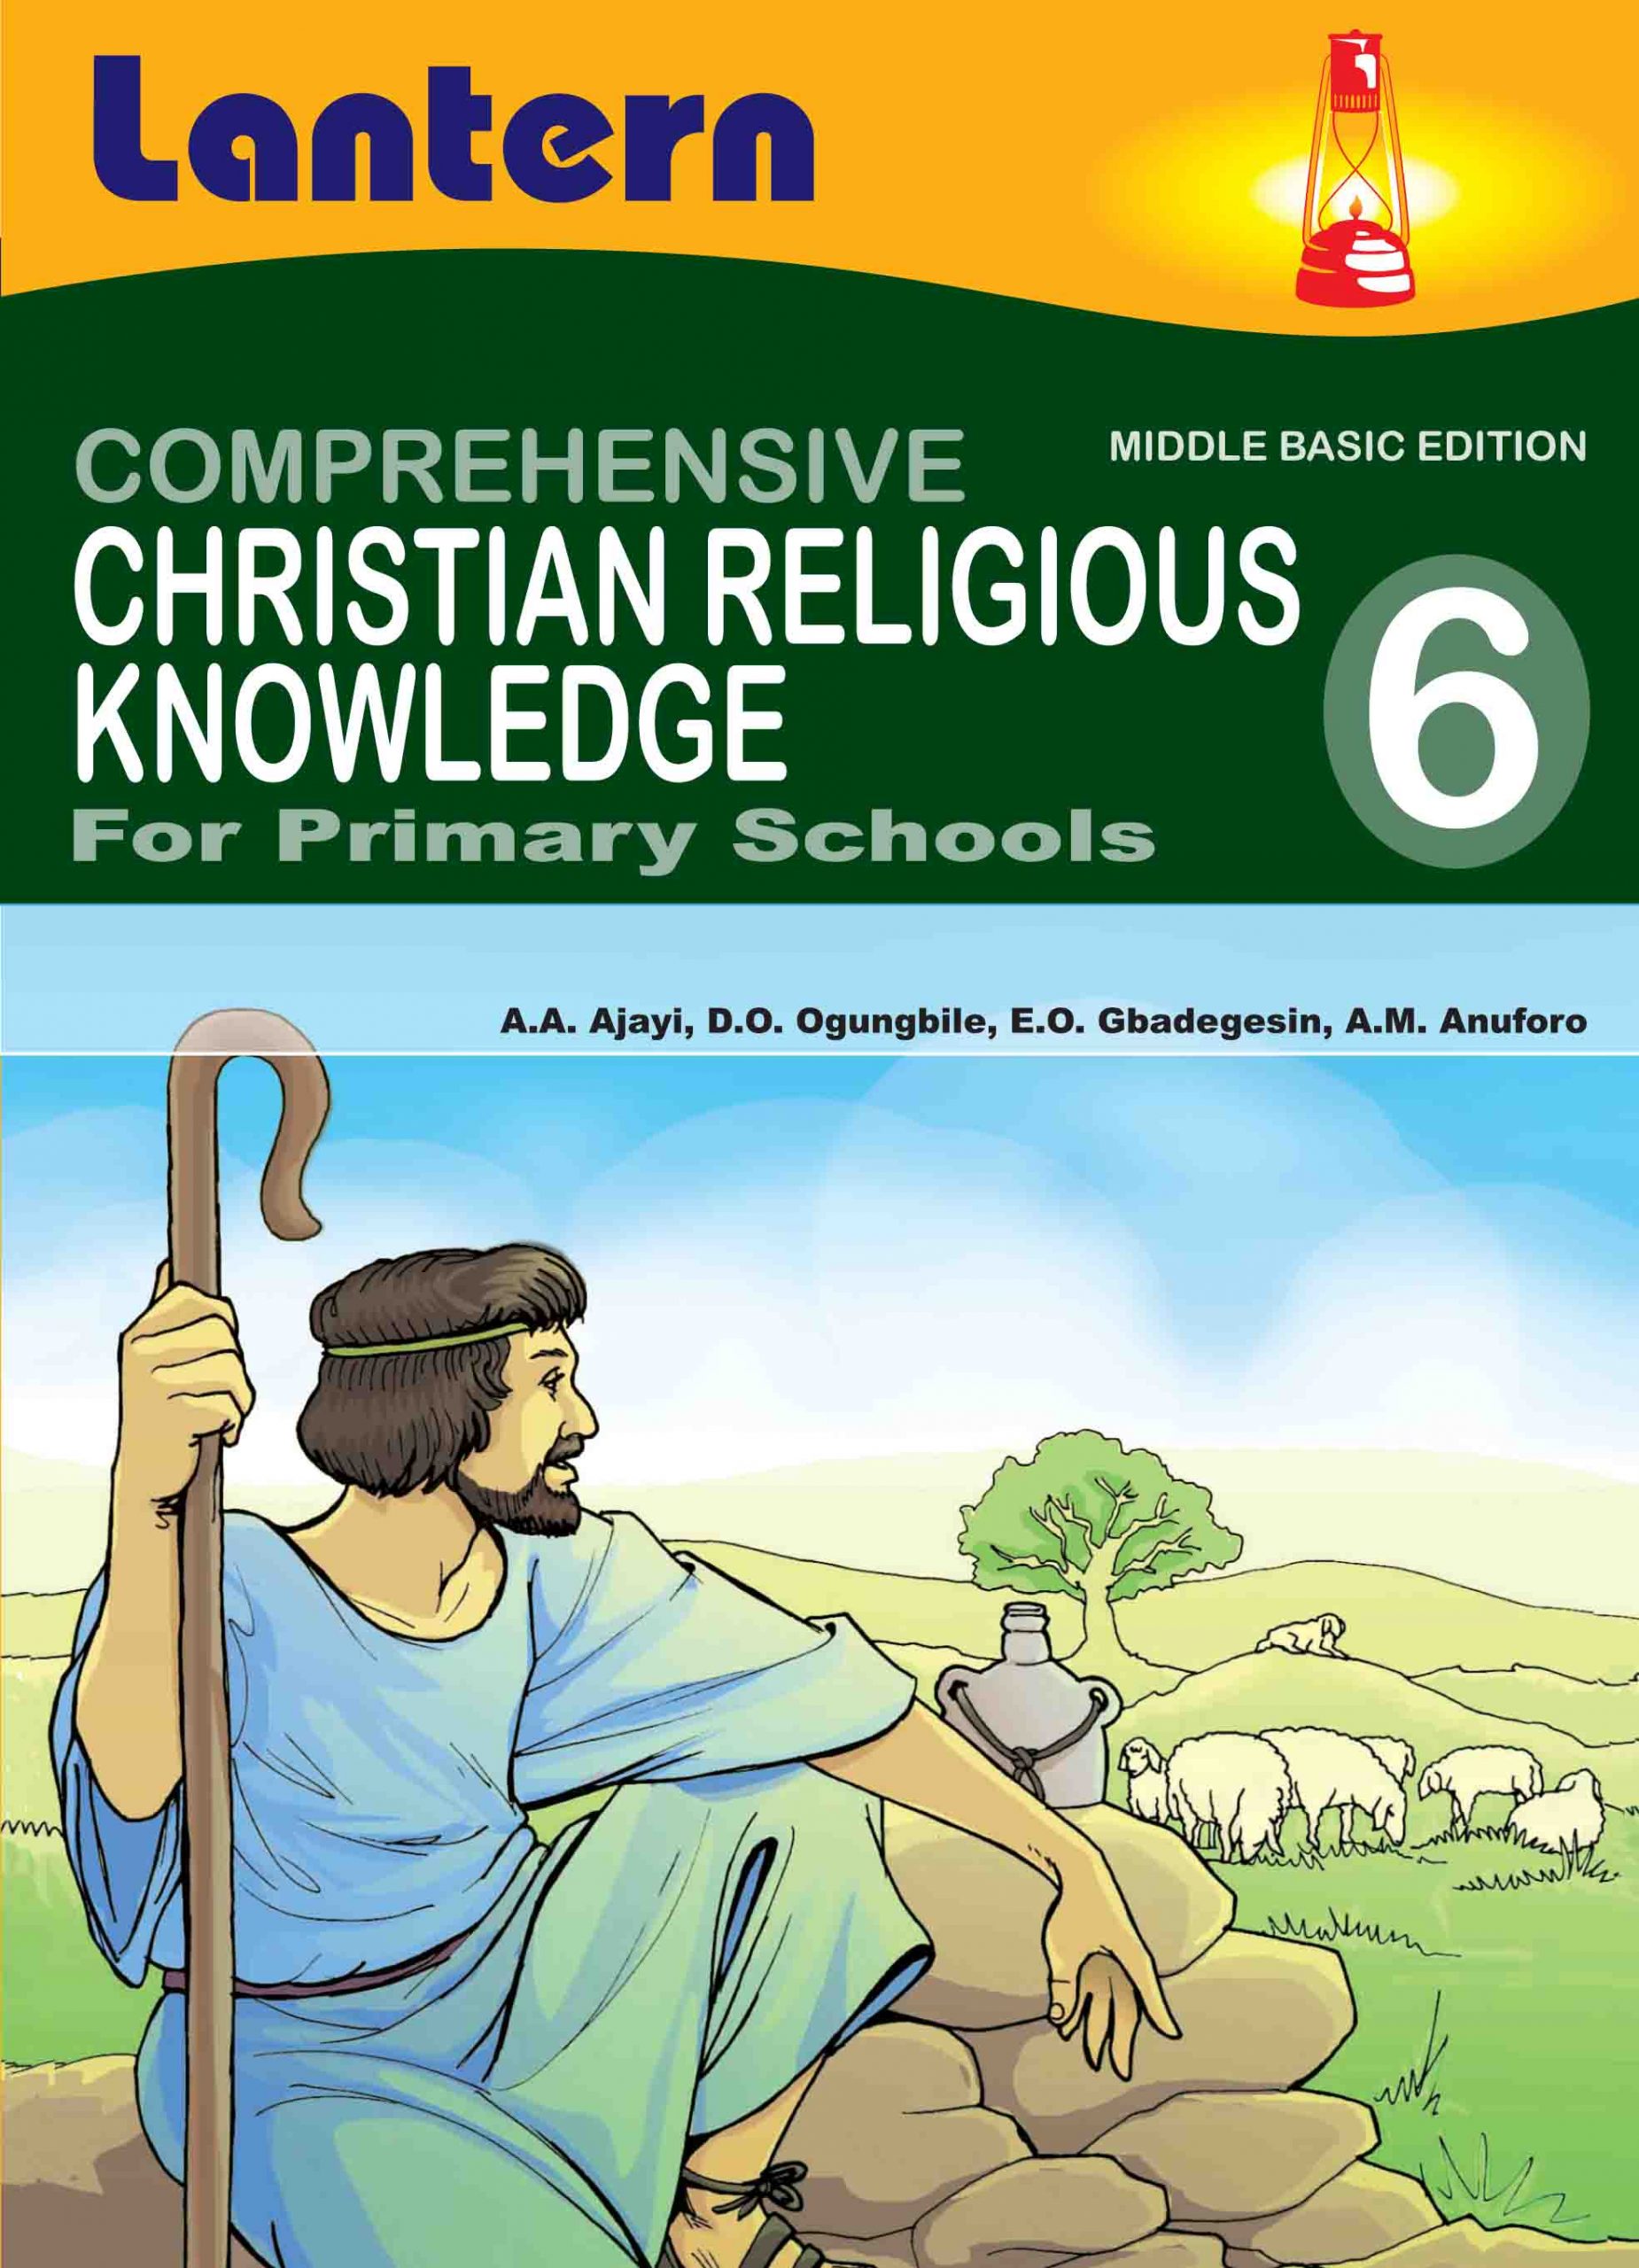 Lantern
COMPREHENSIVE
MIDDLE BASIC EDITION
CHRISTIAN RELIGIOUS
KNOWLEDGE
6
For Primary Schools
A.A. Ajayi, D.O. Ogungbile, E.O. Gbadegesin, A.M. Anuforo